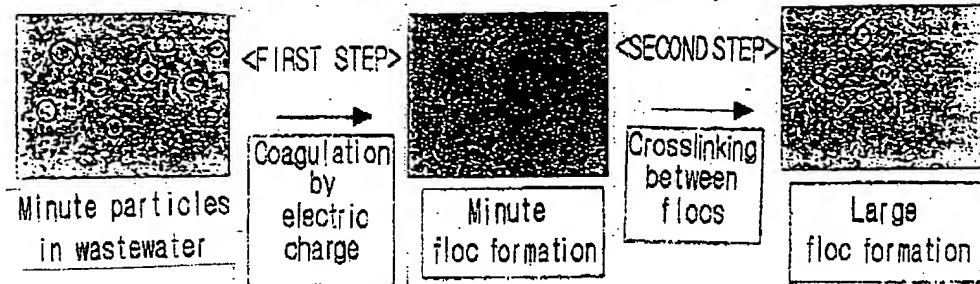 <FIRST STEP>
<SECOND STEP>
Coagulation
by
electric
charge
Crosslinking
between
flocs
Minute particles
in wastewater
Minute
floc formation
Large
floc formation